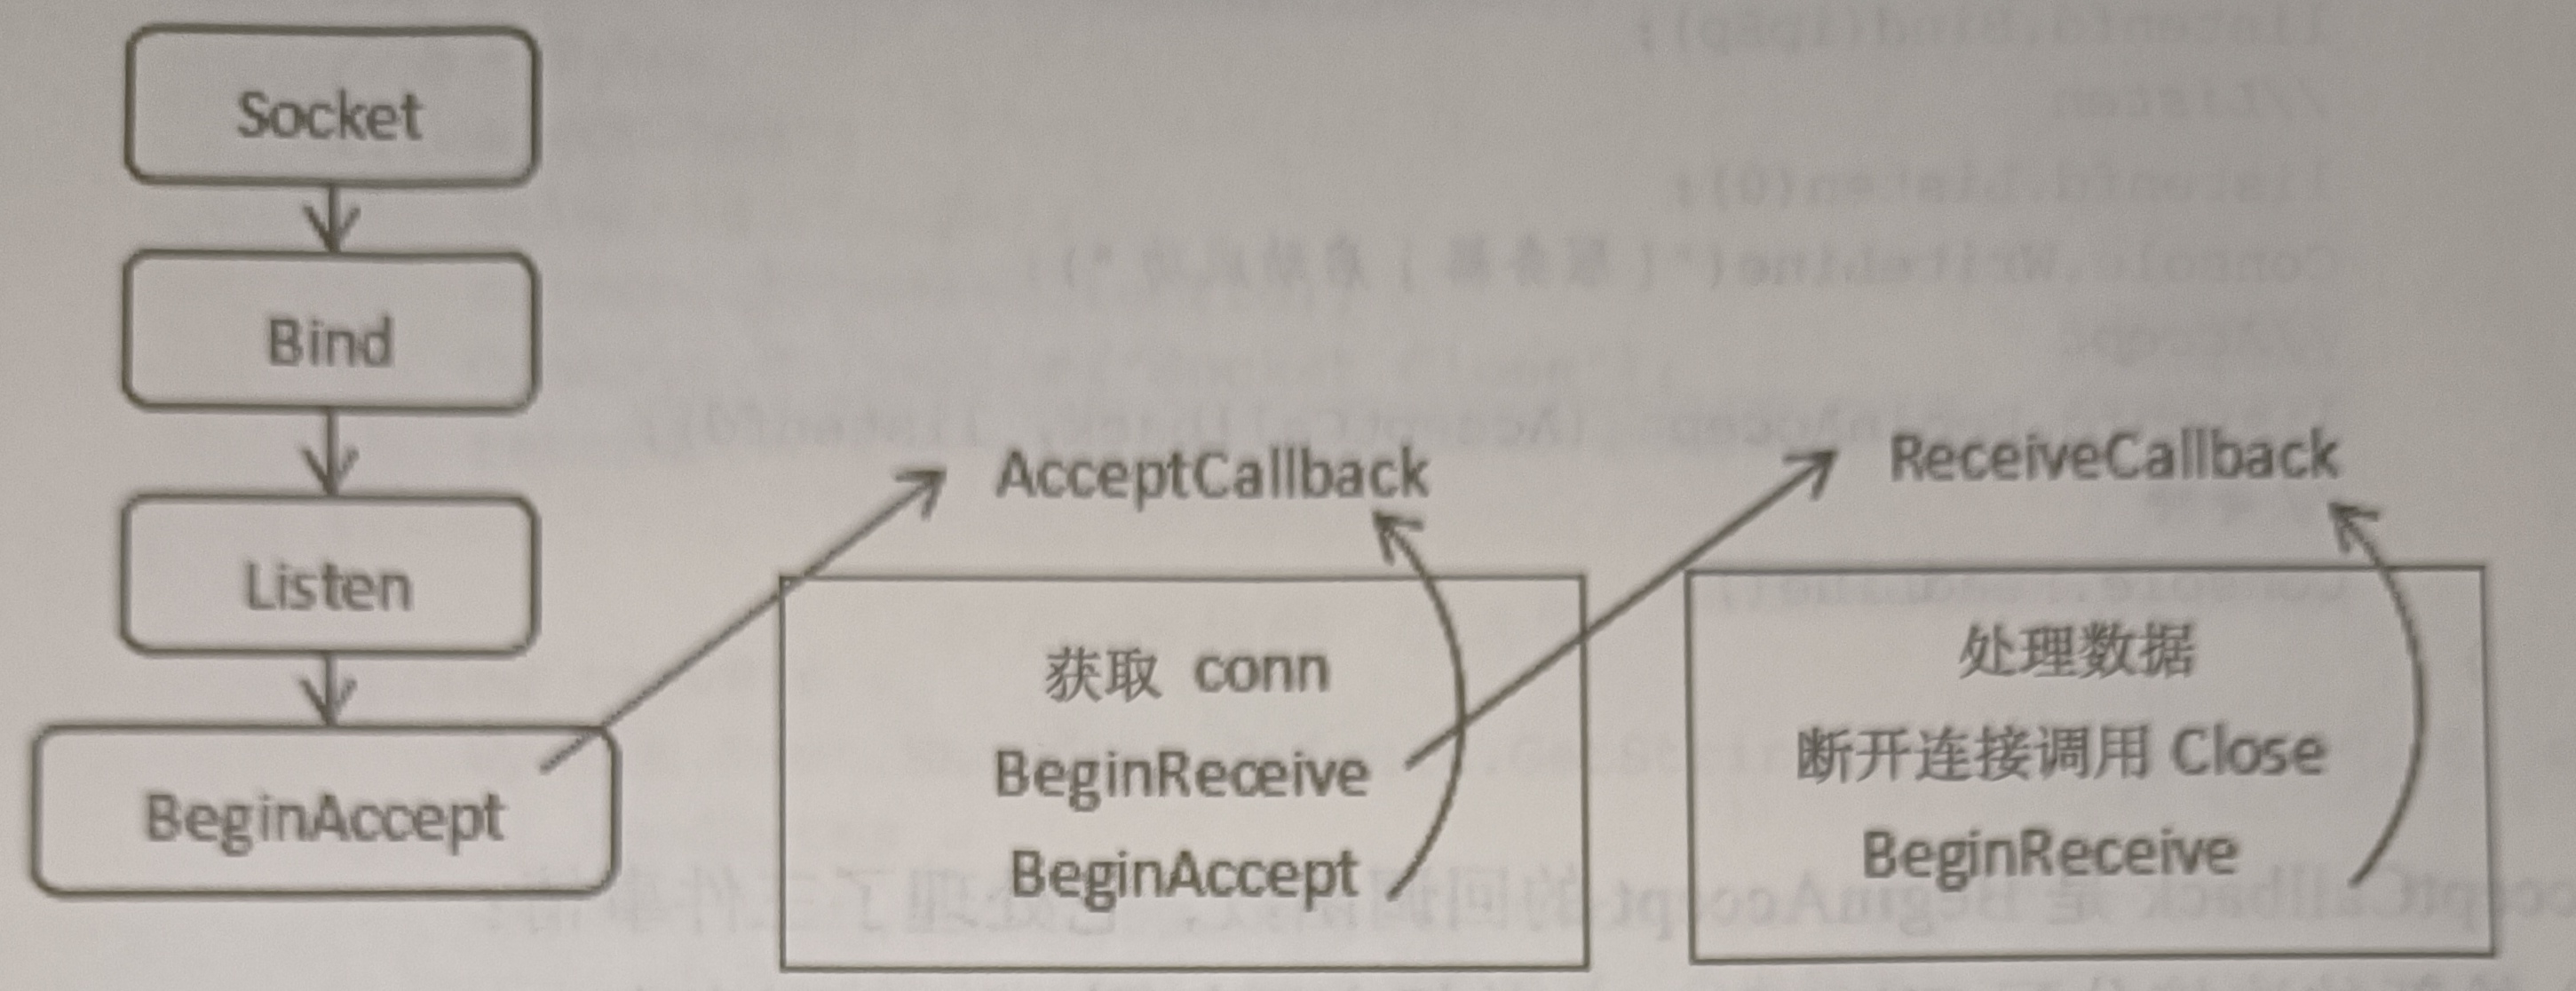 Socket
Bind
Listen
BeginAccept
AcceptCallback
获取 conn
BeginReceive
BeginAccept
ReceiveCallback
处理数据
断开连接调用 Close
BeginReceive